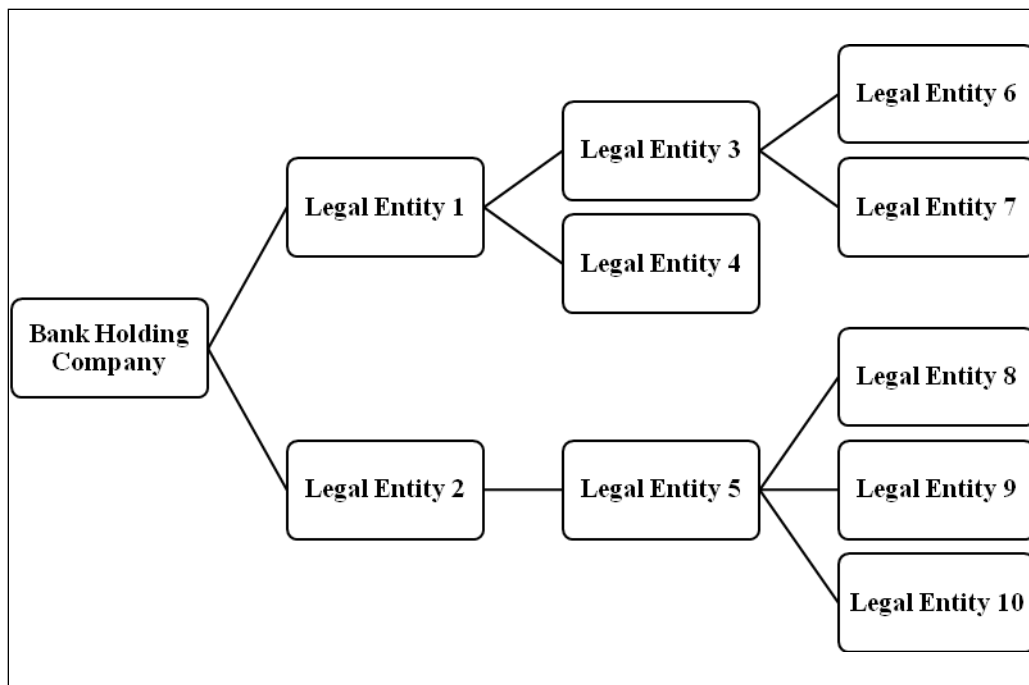 Bank Holding
Company
Legal Entity 1
Legal Entity 2
Legal Entity 3
Legal Entity 4
Legal Entity 5
Legal Entity 6
Legal Entity 7
Legal Entity 8
Legal Entity 9
Legal Entity 10